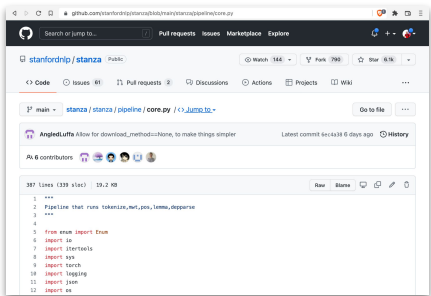 github.com/stanfordnlp/stanza/blob/main/stanza/pipeline/core.py
Search or jump to...
/
Pull requests Issues Marketplace Explore
stanfordnlp / stanza Public
Watch 144
Fork 790
Star 6.1k
<> Code
Issues 61
Pull requests 2
Discussions
Actions
Projects
Wiki
...
main
stanza / stanza / pipeline / core.py / <> Jump to
Go to file
...
AngledLuffa Allow for download_method==None, to make things simpler
Latest commit 6ec4a38 6 days ago
History
6 contributors
387 lines (339 sloc) 19.2 KB
Raw Blame
1 """
2 Pipeline that runs tokenize,mwt,pos,lemma,depparse
3 """
4
5 from enum import Enum
6 import io
7 import itertools
8 import sys
9 import torch
10 import logging
11 import json
12 import os